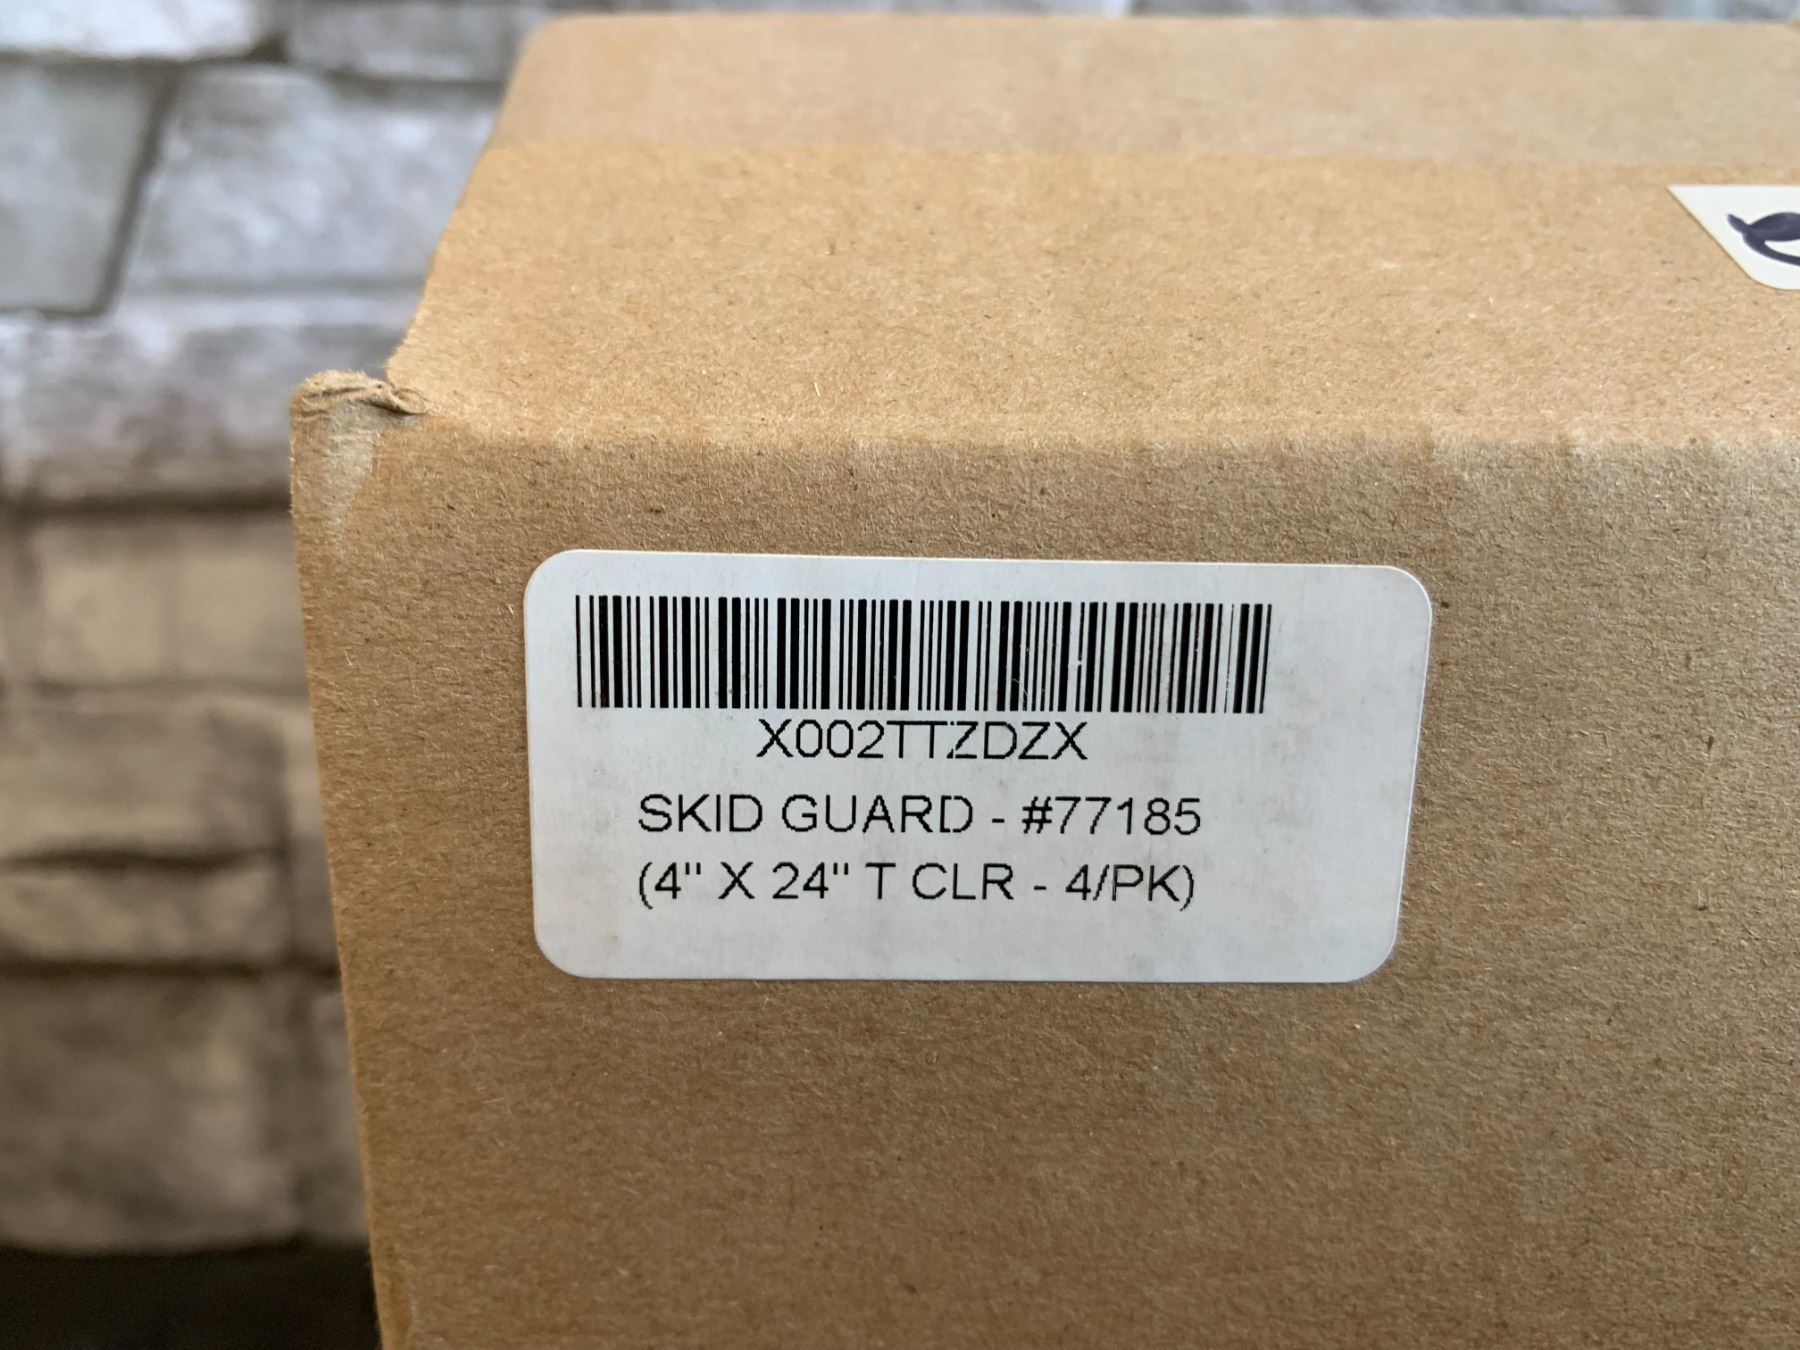 X002TTZDZX
SKID GUARD - #77185
(4" X 24" T CLR - 4/PK)